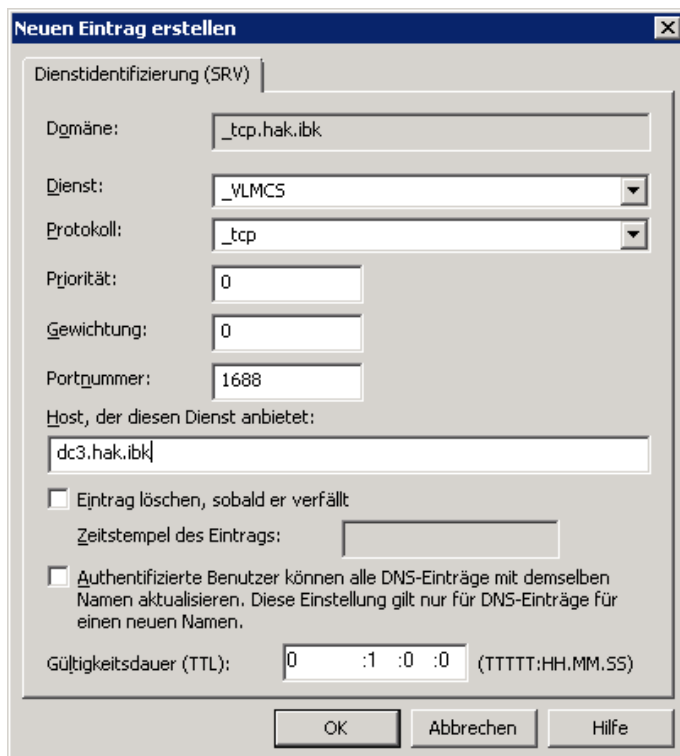 Neuen Eintrag erstellen
Dienstidentifizierung (SRV)
Domäne: _tcp.hak.ibk
Dienst: _VLMCS
Protokoll: _tcp
Priorität: 0
Gewichtung: 0
Portnummer: 1688
Host, der diesen Dienst anbietet:
dc3.hak.ibk
Eintrag löschen, sobald er verfällt
Zeitstempel des Eintrags:
Authentifizierte Benutzer können alle DNS-Einträge mit demselben
Namen aktualisieren. Diese Einstellung gilt nur für DNS-Einträge für
einen neuen Namen.
Gültigkeitsdauer (TTL): 0 :1 :0 :0 (TTTTT:HH.MM.SS)
OK Abbrechen Hilfe